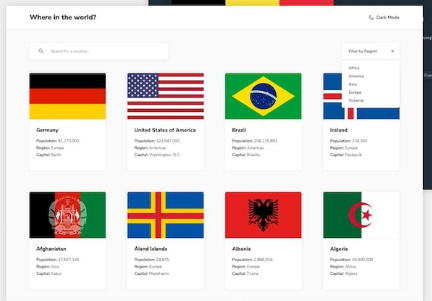 Where in the world?
Dark Mode
Search for a country...
Filter by Region
Africa
America
Asia
Europe
Oceania
Germany
Population: 81,770,900
Region: Europe
Capital: Berlin
United States of America
Population: 323,947,000
Region: Americas
Capital: Washington, D.C.
Brazil
Population: 206,135,893
Region: Americas
Capital: Brasília
Iceland
Population: 334,300
Region: Europe
Capital: Reykjavík
Afghanistan
Population: 27,657,145
Region: Asia
Capital: Kabul
Åland Islands
Population: 28,875
Region: Europe
Capital: Mariehamn
Albania
Population: 2,886,026
Region: Europe
Capital: Tirana
Algeria
Population: 40,400,000
Region: Africa
Capital: Algiers